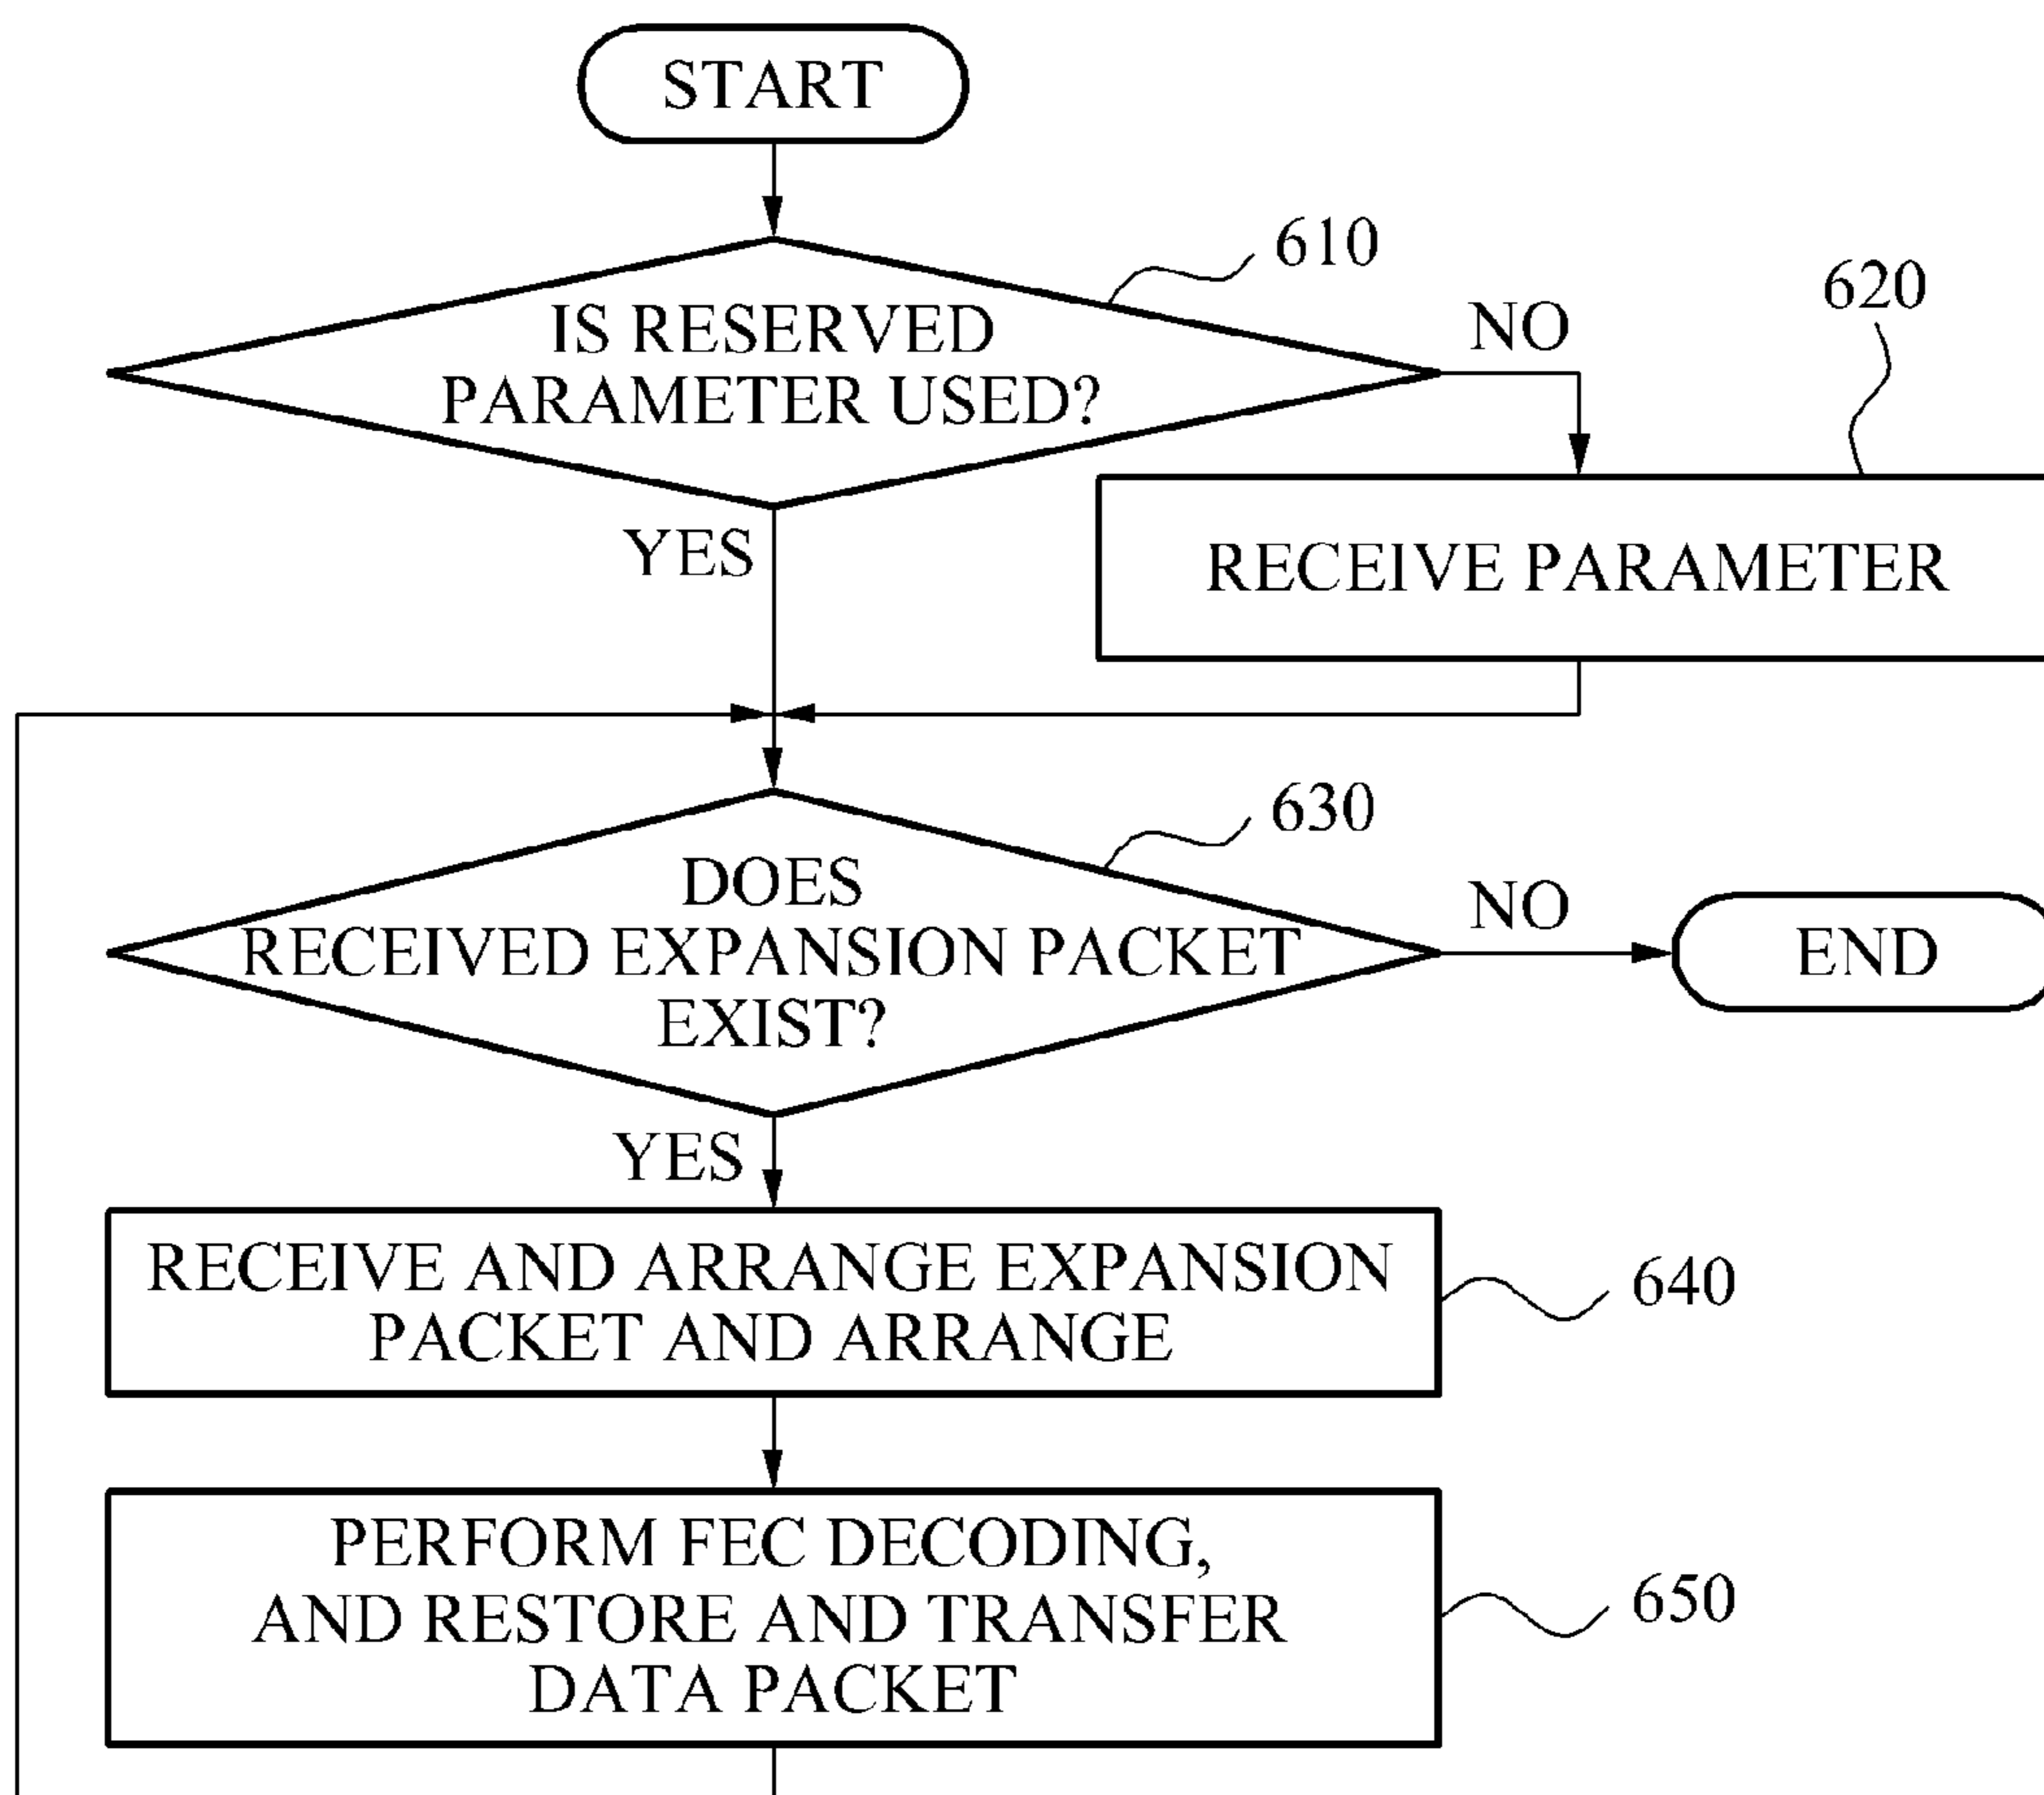 START
610
IS RESERVED
PARAMETER USED?
NO
620
YES
RECEIVE PARAMETER
630
DOES
RECEIVED EXPANSION PACKET
EXIST?
NO
END
YES
RECEIVE AND ARRANGE EXPANSION
PACKET AND ARRANGE
640
PERFORM FEC DECODING,
AND RESTORE AND TRANSFER
DATA PACKET
650